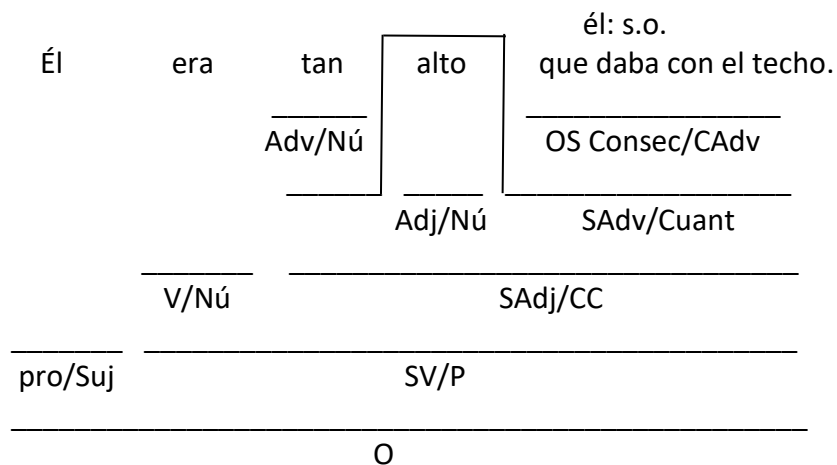 él: s.o.
Él era tan alto que daba con el techo.
Adv/Nú OS Consec/CAdv
Adj/Nú SAdv/Cuant
V/Nú SAdj/CC
pro/Suj SV/P
O